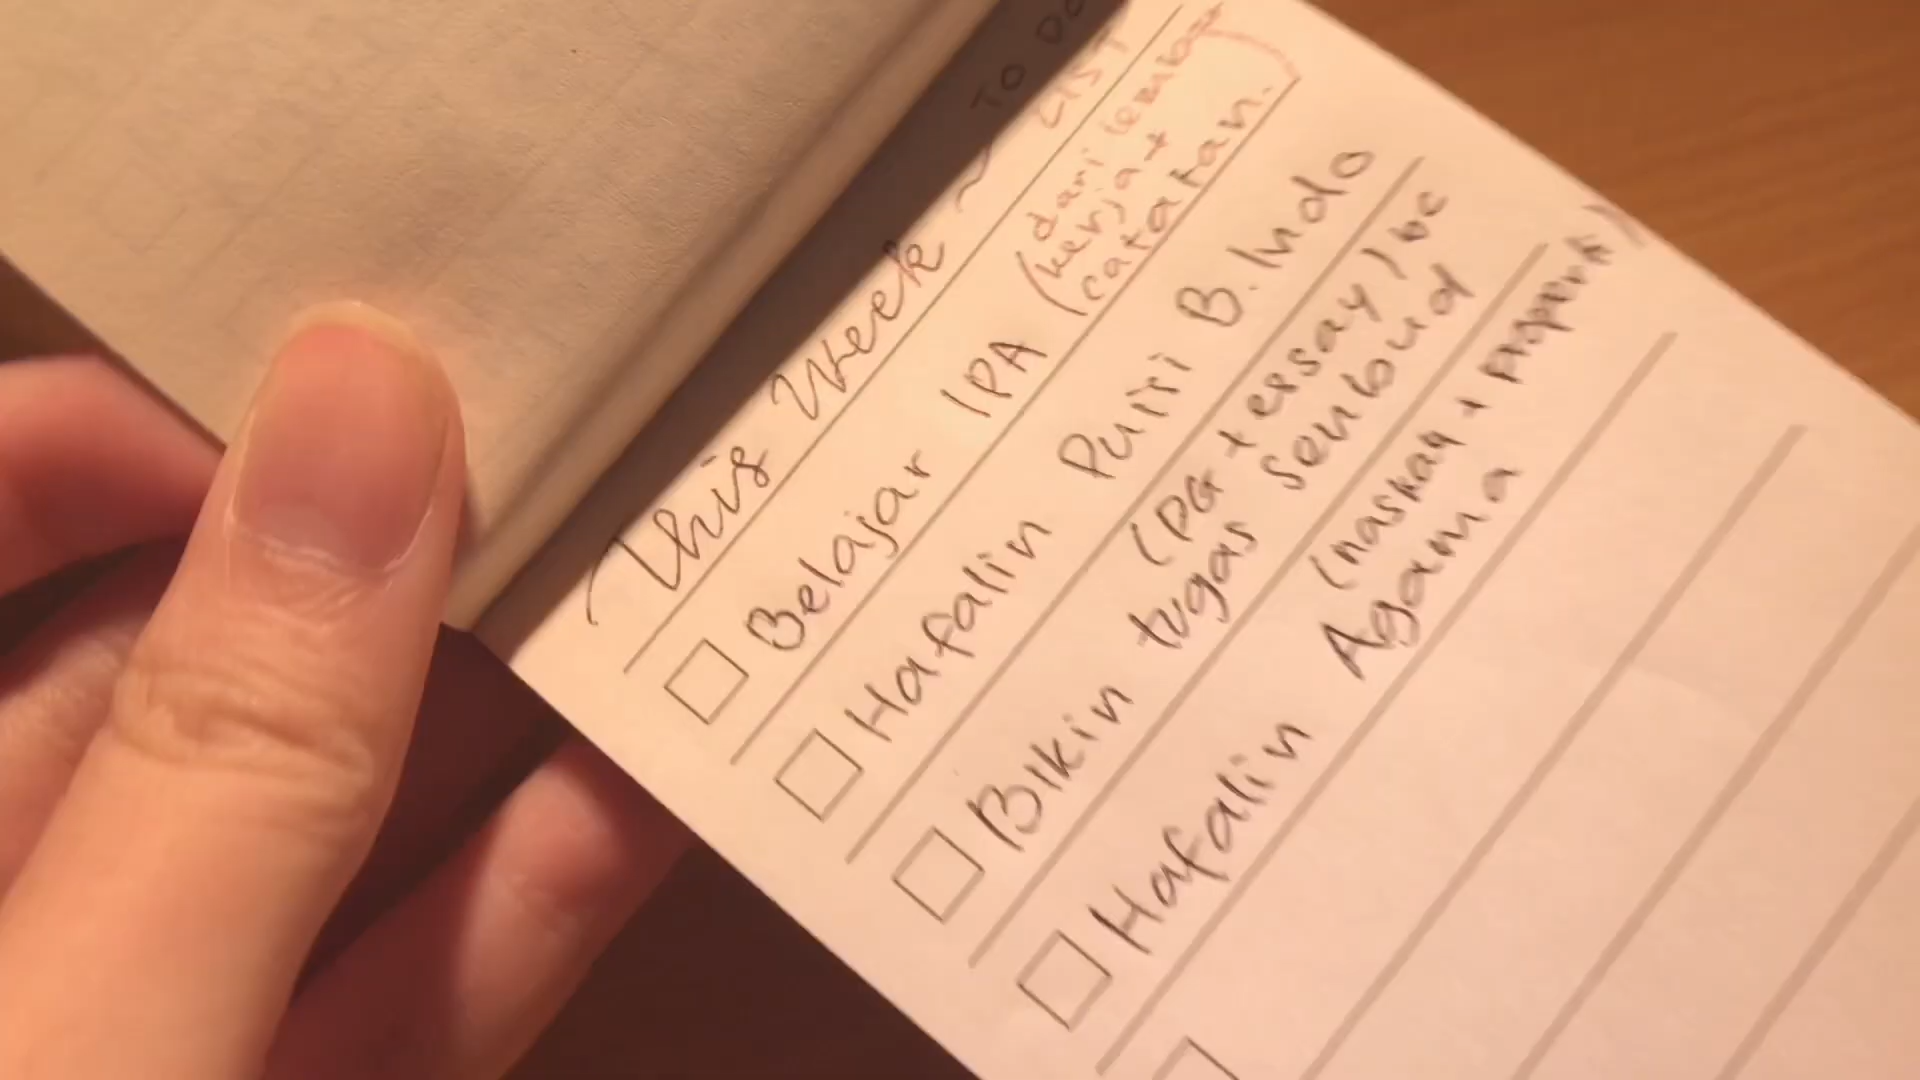 TO DO
LIST
This Week ~
Belajar IPA (dari lembar
kerja +
catatan.)
Hafalin Puisi B. Indo
(PG + essay) be
Bikin tugas Senbud
(naskah + properti)
Hafalin Agama